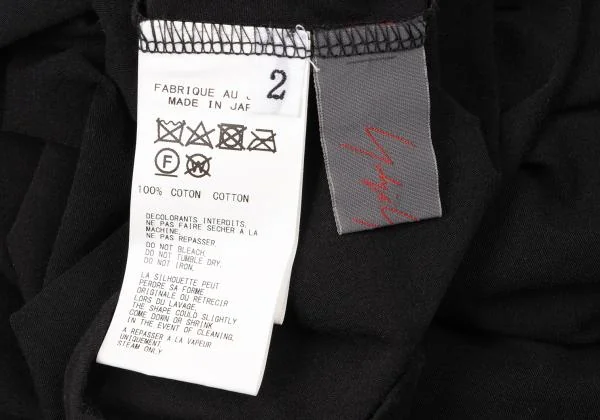 2
FABRIQUE AU
MADE IN JAP
F
W
100% COTON COTTON
DECOLORANTS INTERDITS.
NE PAS FAIRE SECHER A LA
MACHINE.
NE PAS REPASSER
DO NOT BLEACH.
DO NOT TUMBLE DRY.
DO NOT IRON.
LA SILHOUETTE PEUT
PERDRE SA FORME
ORIGINALE OU RETRECIR
LORS DU LAVAGE.
THE SHAPE COULD SLIGHTLY
COME DOWN OR SHRINK
IN THE EVENT OF CLEANING.
A REPASSER A LA VAPEUR
UNIQUEMENT
STEAM ONLY